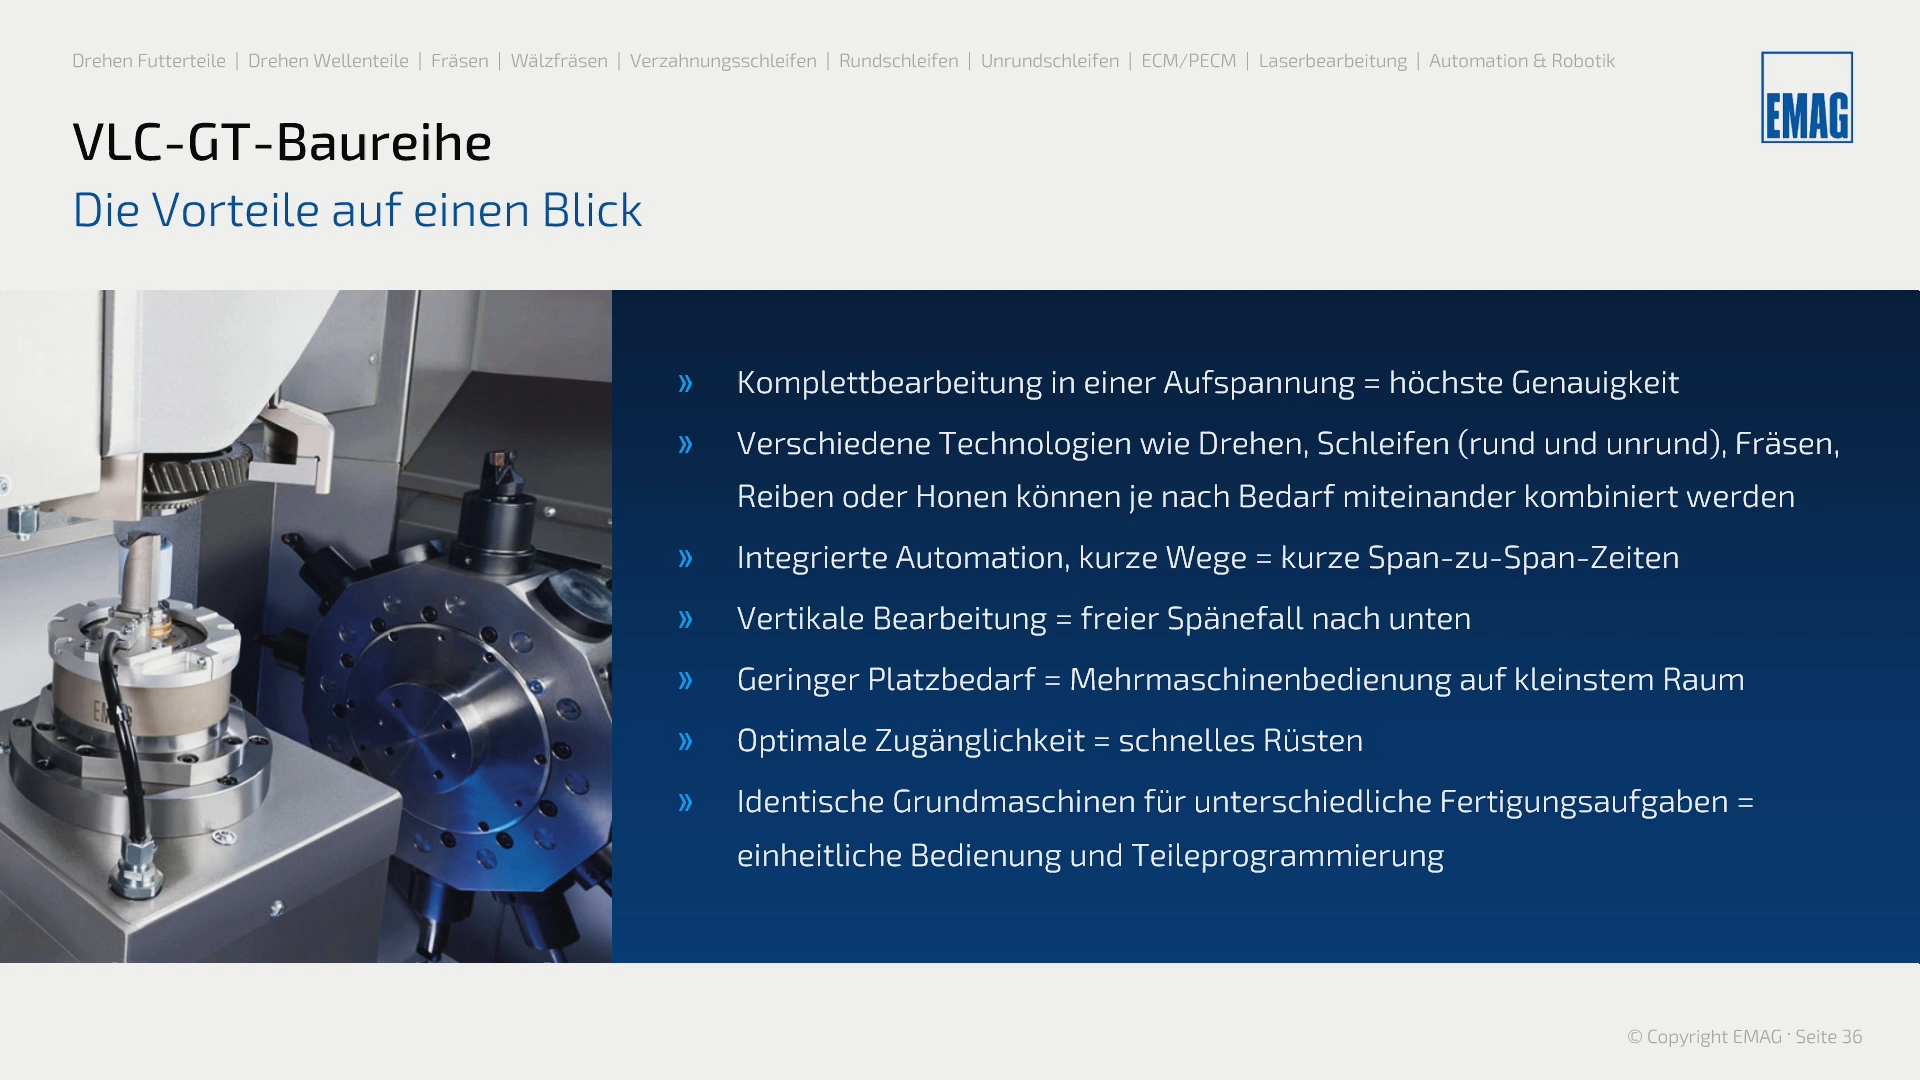 Drehen Futterteile | Drehen Wellenteile | Fräsen | Wälzfräsen | Verzahnungsschleifen | Rundschleifen | Unrundschleifen | ECM/PECM | Laserbearbeitung | Automation & Robotik
EMAG
VLC-GT-Baureihe
Die Vorteile auf einen Blick
» Komplettbearbeitung in einer Aufspannung = höchste Genauigkeit
» Verschiedene Technologien wie Drehen, Schleifen (rund und unrund), Fräsen,
Reiben oder Honen können je nach Bedarf miteinander kombiniert werden
» Integrierte Automation, kurze Wege = kurze Span-zu-Span-Zeiten
» Vertikale Bearbeitung = freier Spänefall nach unten
» Geringer Platzbedarf = Mehrmaschinenbedienung auf kleinstem Raum
» Optimale Zugänglichkeit = schnelles Rüsten
» Identische Grundmaschinen für unterschiedliche Fertigungsaufgaben =
einheitliche Bedienung und Teileprogrammierung
© Copyright EMAG · Seite 36